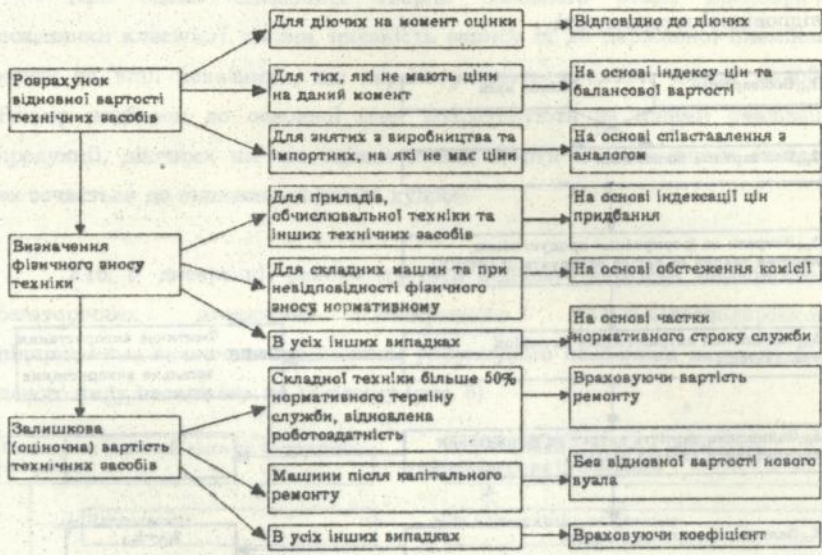 Для діючих на момент оцінки
Відповідно до діючих
Розрахунок
відновної вартості
технічних засобів
Для тих, які не мають ціни
на даний момент
На основі індексу цін та
балансової вартості
Для знятих з виробництва та
імпортних, на які не має ціни
На основі співставлення з
аналогом
Визначення
фізичного зносу
техніки
Для приладів,
обчислювальної техніки та
інших технічних засобів
На основі індексації цін
придбання
Для складних машин та при
невідповідності фізичного
зносу нормативному
На основі обстеження комісії
В усіх інших випадках
На основі частки
нормативного строку служби
Залишкова
(оціночна) вартість
технічних засобів
Складної техніки більше 50%
нормативного терміну
служби, відновлена
роботоздатність
Враховуючи вартість
ремонту
Машини після капітального
ремонту
Без відновної вартості нового
вузла
В усіх інших випадках
Враховуючи коефіцієнт